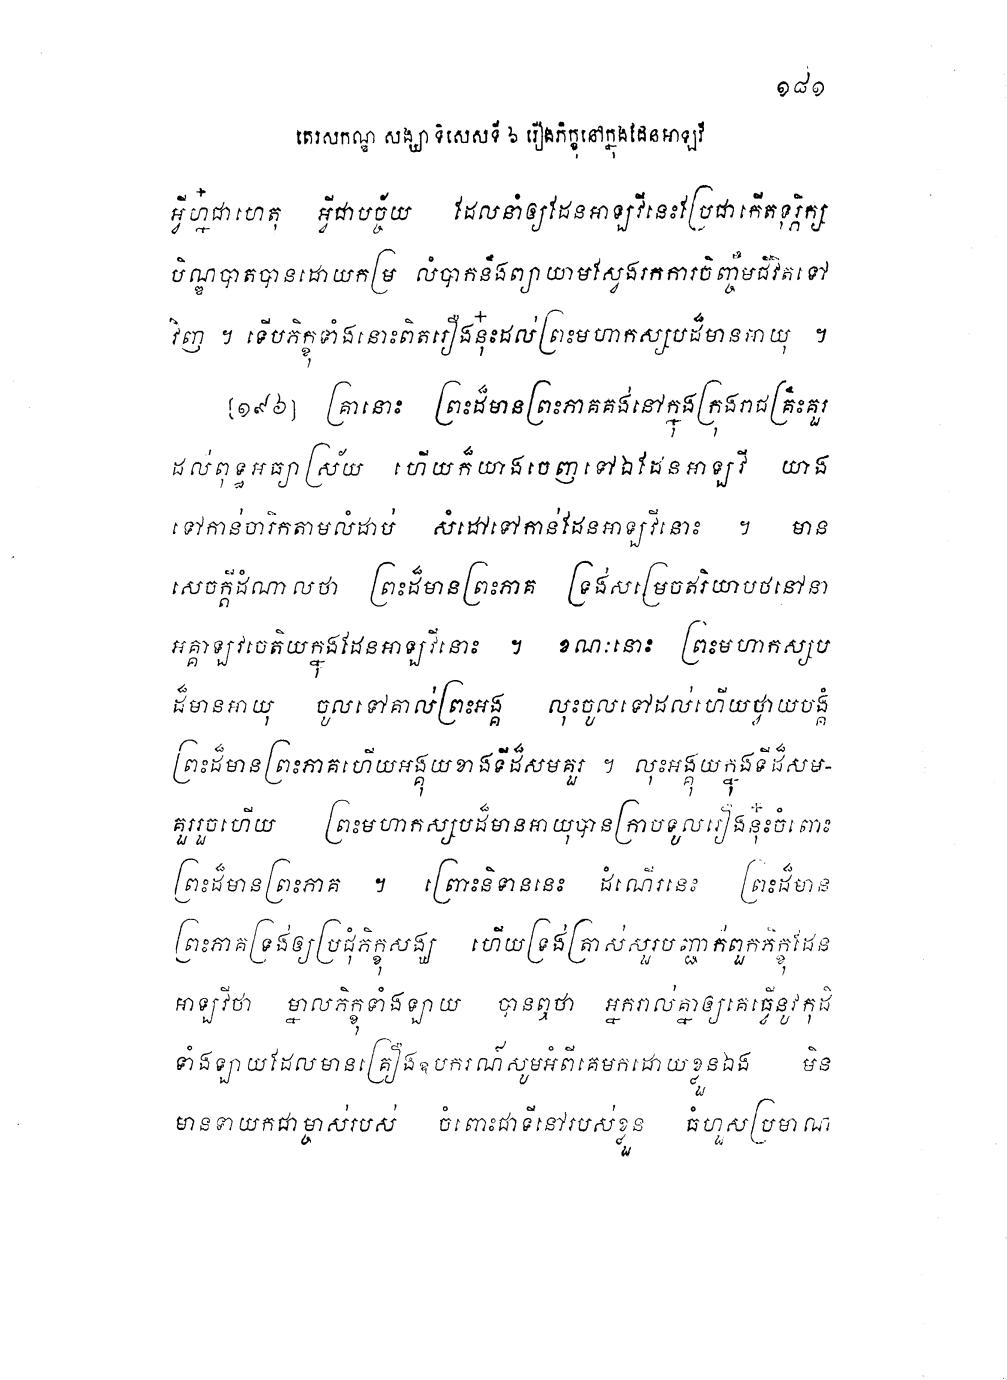 ១៨១
តេរសកណ្ឌ សង្ឃាទិសេសទី ៦ រឿងភិក្ខុនៅក្នុងដែនអាឡវី
អ្វីហ្ន៎ជាហេតុ អ្វីជាបច្ច័យ ដែលនាំឲ្យដែនអាឡវីនេះប្រែជាកើតទុរ្ភិក្ស
បិណ្ឌបាតបានដោយកម្រ លំបាកនឹងព្យាយាមស្វែងរកការចិញ្ចឹមជីវិតទៅ
វិញ ។ ទើបភិក្ខុទាំងនោះពិតរឿងនុ៎ះដល់ព្រះមហាកស្សបដ៏មានអាយុ ។
[១៩៦] គ្រានោះ ព្រះដ៏មានព្រះភាគគង់នៅក្នុងក្រុងរាជគ្រឹះគួរ
ដល់ពុទ្ធអធ្យាស្រ័យ ហើយក៏យាងចេញទៅឯដែនអាឡវី យាង
ទៅកាន់ចារិកតាមលំដាប់ សំដៅទៅកាន់ដែនអាឡវីនោះ ។ មាន
សេចក្តីដំណាលថា ព្រះដ៏មានព្រះភាគ ទ្រង់សម្រេចឥរិយាបថនៅនា
អគ្គាឡវចេតិយក្នុងដែនអាឡវីនោះ ។ ខណៈនោះ ព្រះមហាកស្សប
ដ៏មានអាយុ ចូលទៅគាល់ព្រះអង្គ លុះចូលទៅដល់ហើយថ្វាយបង្គំ
ព្រះដ៏មានព្រះភាគហើយអង្គុយខាងទីដ៏សមគួរ ។ លុះអង្គុយក្នុងទីដ៏សម-
គួររួចហើយ ព្រះមហាកស្សបដ៏មានអាយុបានក្រាបទូលរឿងនុ៎ះចំពោះ
ព្រះដ៏មានព្រះភាគ ។ ព្រោះនិទាននេះ ដំណើរនេះ ព្រះដ៏មាន
ព្រះភាគទ្រង់ឲ្យប្រជុំភិក្ខុសង្ឃ ហើយទ្រង់ត្រាស់សួរបញ្ជាក់ពួកភិក្ខុដែន
អាឡវីថា ម្នាលភិក្ខុទាំងឡាយ បានឮថា អ្នករាល់គ្នាឲ្យគេធ្វើនូវកុដិ
ទាំងឡាយដែលមានគ្រឿងឧបករណ៍សូមអំពីគេមកដោយខ្លួនឯង មិន
មានទាយកជាម្ចាស់របស់ ចំពោះជាទីនៅរបស់ខ្លួន ធំហួសប្រមាណ